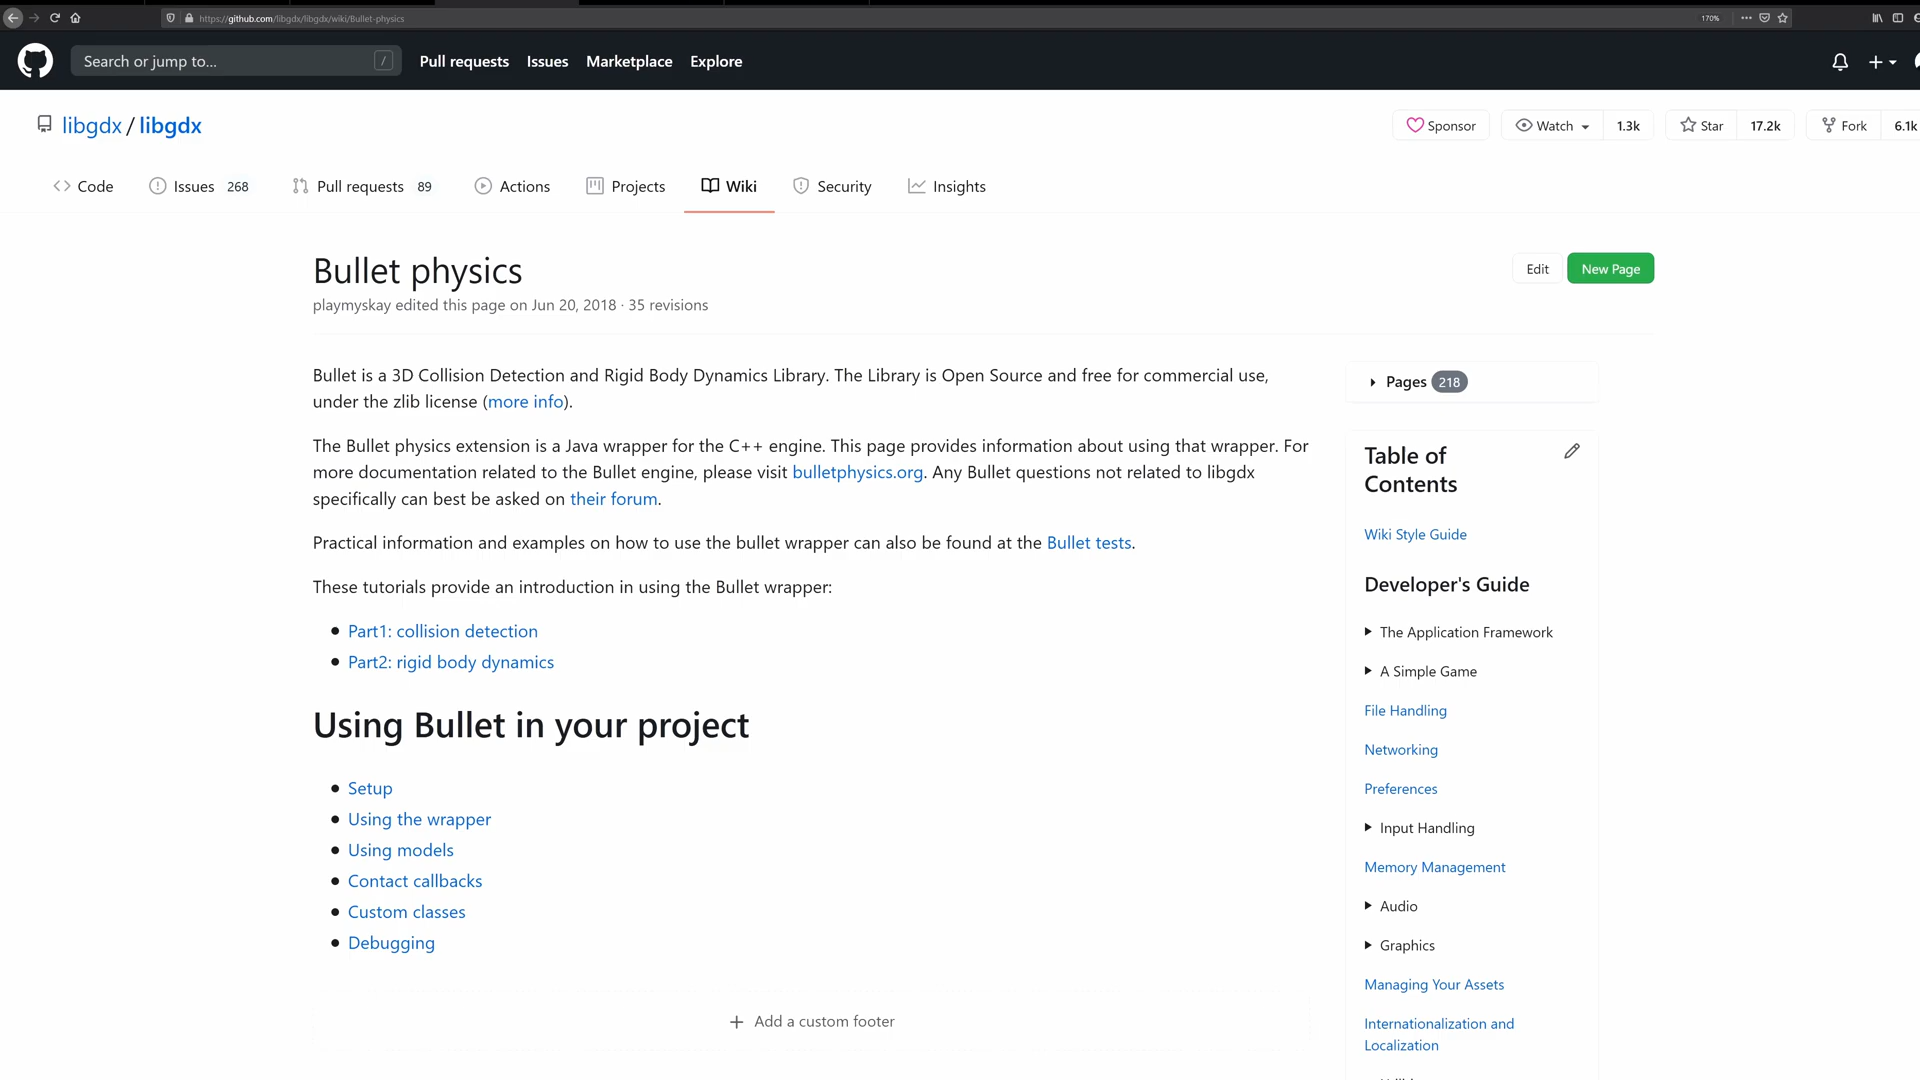 https://github.com/libgdx/libgdx/wiki/Bullet-physics
170%
Search or jump to...
/
Pull requests
Issues
Marketplace
Explore
libgdx / libgdx
Sponsor
Watch
1.3k
Star
17.2k
Fork
6.1k
Code
Issues 268
Pull requests 89
Actions
Projects
Wiki
Security
Insights
Bullet physics
Edit
New Page
playmyskay edited this page on Jun 20, 2018 · 35 revisions
Bullet is a 3D Collision Detection and Rigid Body Dynamics Library. The Library is Open Source and free for commercial use,
under the zlib license (more info).
The Bullet physics extension is a Java wrapper for the C++ engine. This page provides information about using that wrapper. For
more documentation related to the Bullet engine, please visit bulletphysics.org. Any Bullet questions not related to libgdx
specifically can best be asked on their forum.
Practical information and examples on how to use the bullet wrapper can also be found at the Bullet tests.
These tutorials provide an introduction in using the Bullet wrapper:
Part1: collision detection
Part2: rigid body dynamics
Using Bullet in your project
Setup
Using the wrapper
Using models
Contact callbacks
Custom classes
Debugging
Add a custom footer
Pages 218
Table of
Contents
Wiki Style Guide
Developer's Guide
The Application Framework
A Simple Game
File Handling
Networking
Preferences
Input Handling
Memory Management
Audio
Graphics
Managing Your Assets
Internationalization and
Localization